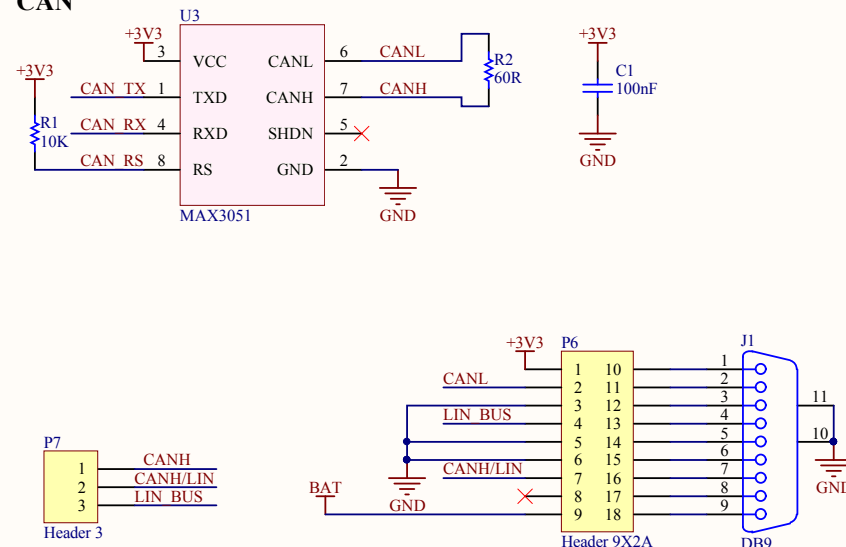 CAN
U3
+3V3
3
VCC
CANL
6
CANL
+3V3
CAN_TX
1
TXD
CANH
7
CANH
R2
60R
R1
10K
CAN_RX
4
RXD
SHDN
5
CAN_RS
8
RS
GND
2
MAX3051
GND
+3V3
C1
100nF
GND
P7
1
CANH
2
CANH/LIN
3
LIN_BUS
Header 3
+3V3
P6
J1
1
10
1
CANL
2
11
2
3
12
3
LIN_BUS
4
13
4
5
14
5
6
15
6
CANH/LIN
7
16
7
8
17
8
BAT
GND
9
18
9
11
10
GND
Header 9X2A
DB9